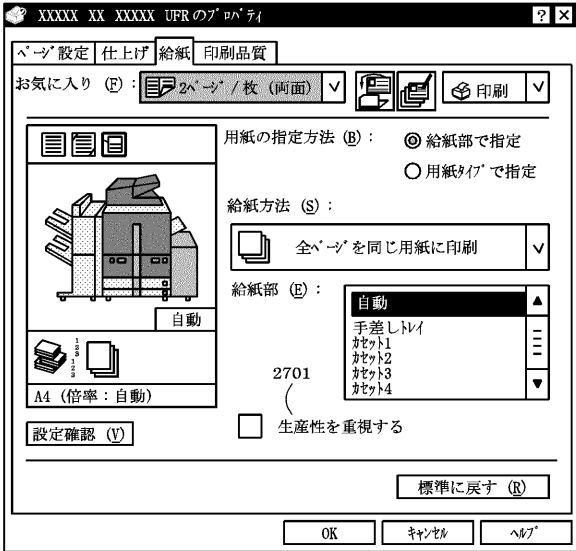 XXXXX XX XXXXX UFRのﾌﾟﾛﾊﾟﾃｨ ? ×
ﾍﾟｰｼﾞ設定 仕上げ 給紙 印刷品質
お気に入り (F)： 2ﾍﾟｰｼﾞ/枚 (両面) 印刷
用紙の指定方法 (B)： 給紙部で指定
用紙ﾀｲﾌﾟで指定
給紙方法 (S)：
全ﾍﾟｰｼﾞを同じ用紙に印刷
給紙部 (E)：
自動
手差しﾄﾚｲ
ｶｾｯﾄ1
ｶｾｯﾄ2
ｶｾｯﾄ3
ｶｾｯﾄ4
自動
1
2
3
1
2
3
A4 (倍率：自動)
2701
設定確認 (V)
生産性を重視する
標準に戻す (R)
OK ｷｬﾝｾﾙ ﾍﾙﾌﾟ